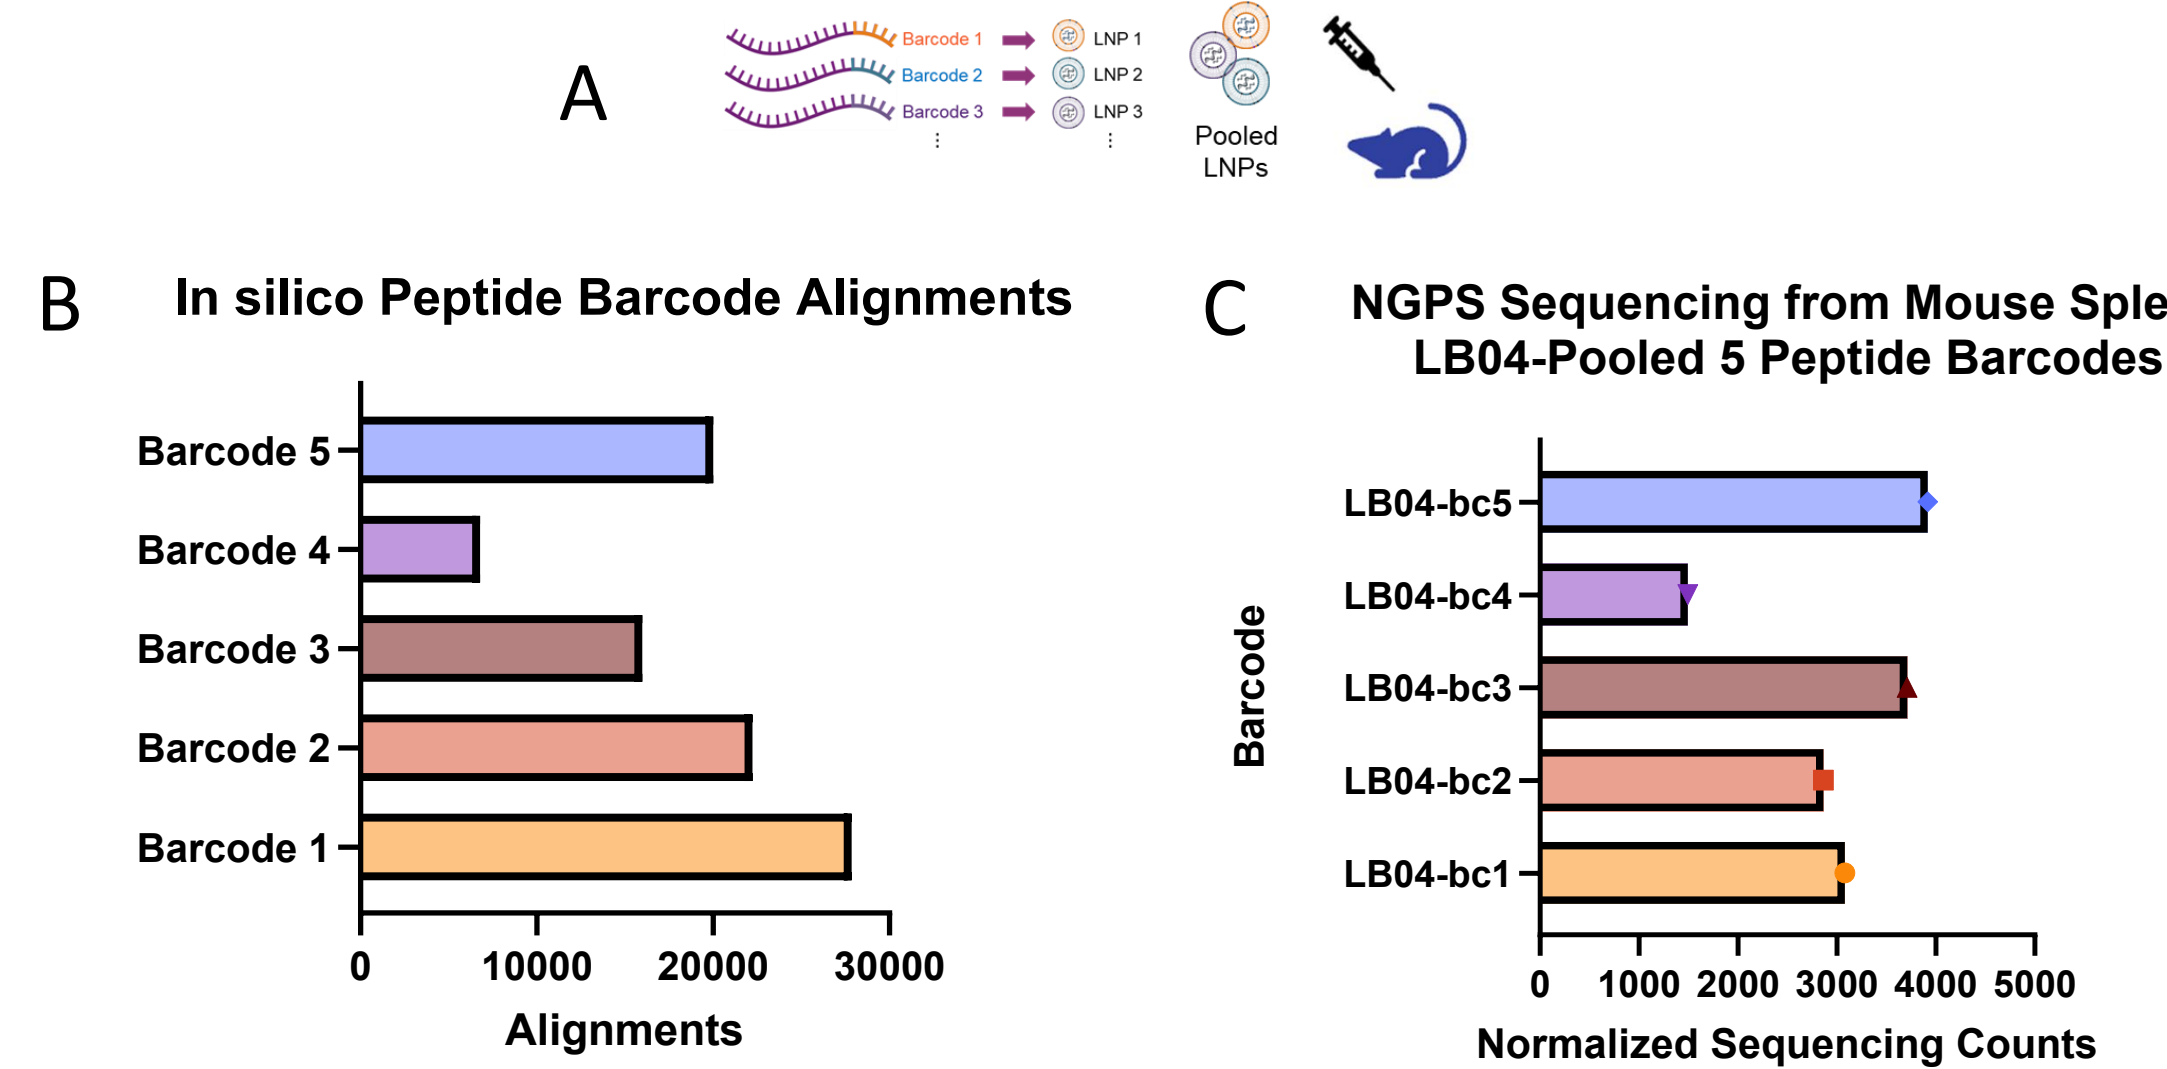 A
Barcode 1
LNP 1
Barcode 2
LNP 2
Barcode 3
LNP 3
⋮
⋮
Pooled
LNPs
B
In silico Peptide Barcode Alignments
Barcode 5
Barcode 4
Barcode 3
Barcode 2
Barcode 1
0 10000 20000 30000
Alignments
C
NGPS Sequencing from Mouse Sple
LB04-Pooled 5 Peptide Barcodes
Barcode
LB04-bc5
LB04-bc4
LB04-bc3
LB04-bc2
LB04-bc1
0 1000 2000 3000 4000 5000
Normalized Sequencing Counts